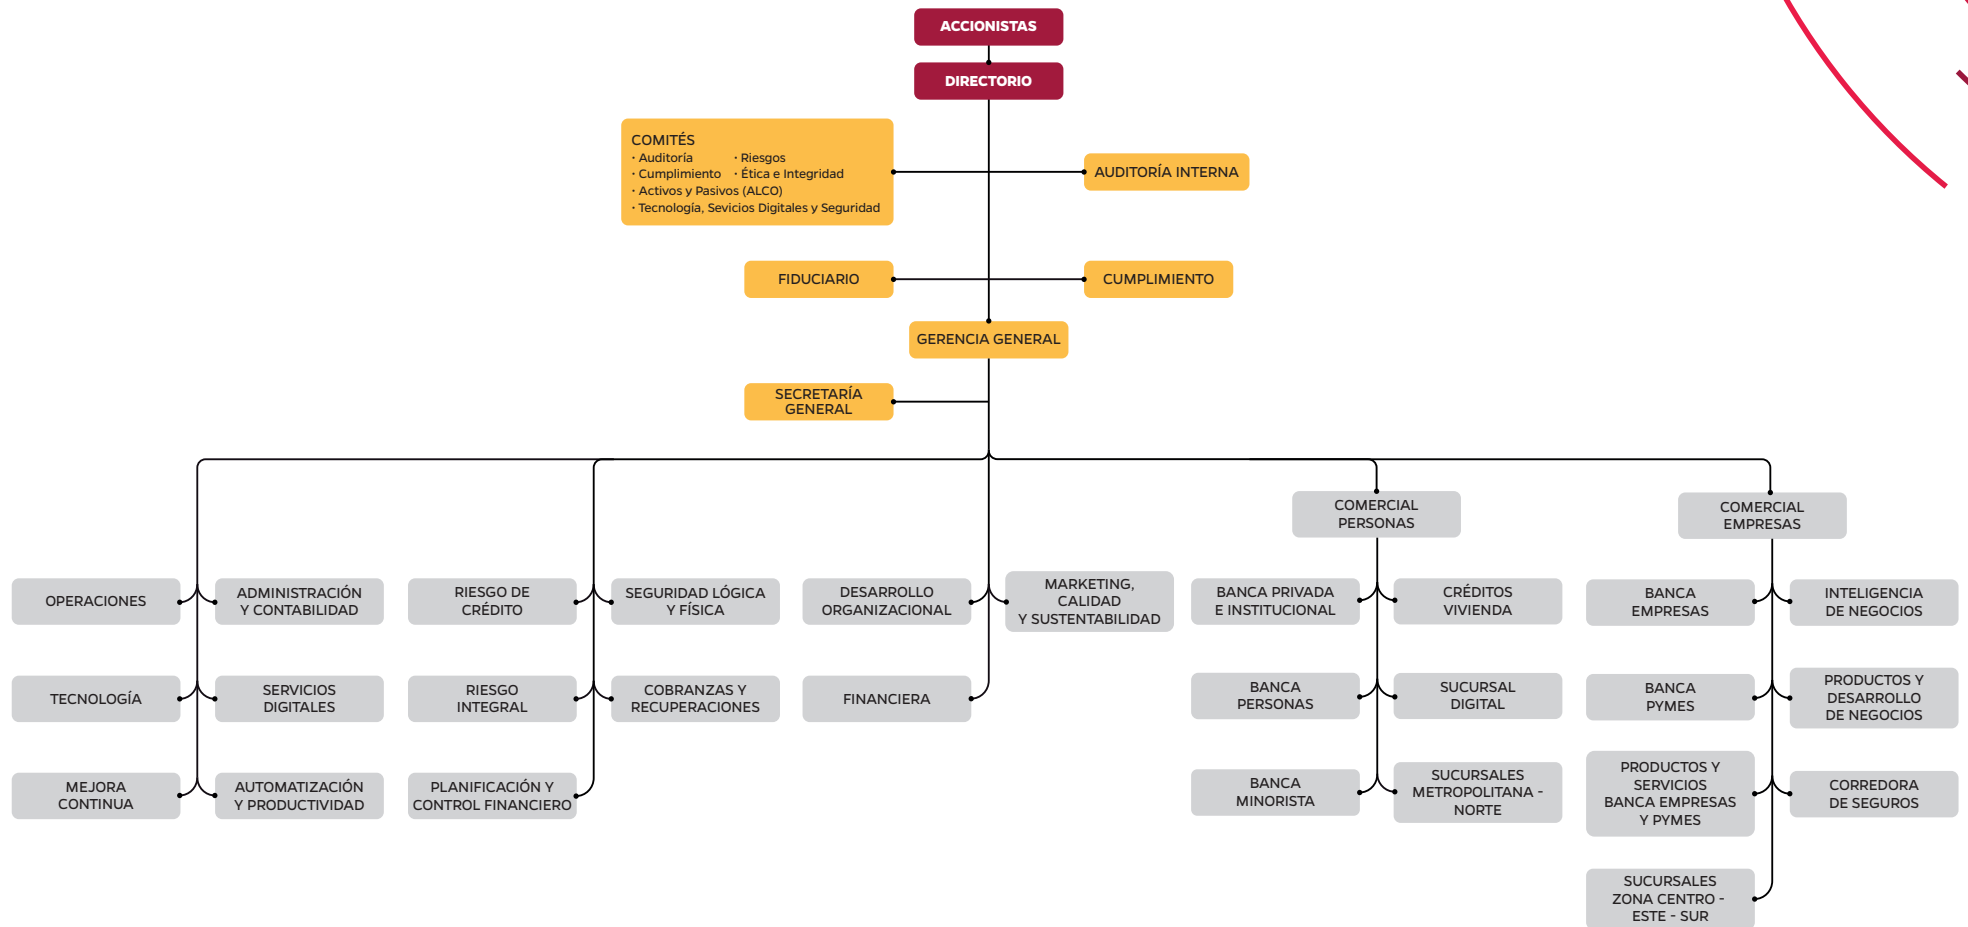 ACCIONISTAS
DIRECTORIO
COMITÉS
· Auditoría · Riesgos
· Cumplimiento · Ética e Integridad
· Activos y Pasivos (ALCO)
· Tecnología, Sevicios Digitales y Seguridad
AUDITORÍA INTERNA
FIDUCIARIO
CUMPLIMIENTO
GERENCIA GENERAL
SECRETARÍA
GENERAL
COMERCIAL
PERSONAS
COMERCIAL
EMPRESAS
OPERACIONES
ADMINISTRACIÓN
Y CONTABILIDAD
RIESGO DE
CRÉDITO
SEGURIDAD LÓGICA
Y FÍSICA
DESARROLLO
ORGANIZACIONAL
MARKETING,
CALIDAD
Y SUSTENTABILIDAD
BANCA PRIVADA
E INSTITUCIONAL
CRÉDITOS
VIVIENDA
BANCA
EMPRESAS
INTELIGENCIA
DE NEGOCIOS
TECNOLOGÍA
SERVICIOS
DIGITALES
RIESGO
INTEGRAL
COBRANZAS Y
RECUPERACIONES
FINANCIERA
BANCA
PERSONAS
SUCURSAL
DIGITAL
BANCA
PYMES
PRODUCTOS Y
DESARROLLO
DE NEGOCIOS
MEJORA
CONTINUA
AUTOMATIZACIÓN
Y PRODUCTIVIDAD
PLANIFICACIÓN Y
CONTROL FINANCIERO
BANCA
MINORISTA
SUCURSALES
METROPOLITANA -
NORTE
PRODUCTOS Y
SERVICIOS
BANCA EMPRESAS
Y PYMES
CORREDORA
DE SEGUROS
SUCURSALES
ZONA CENTRO -
ESTE - SUR